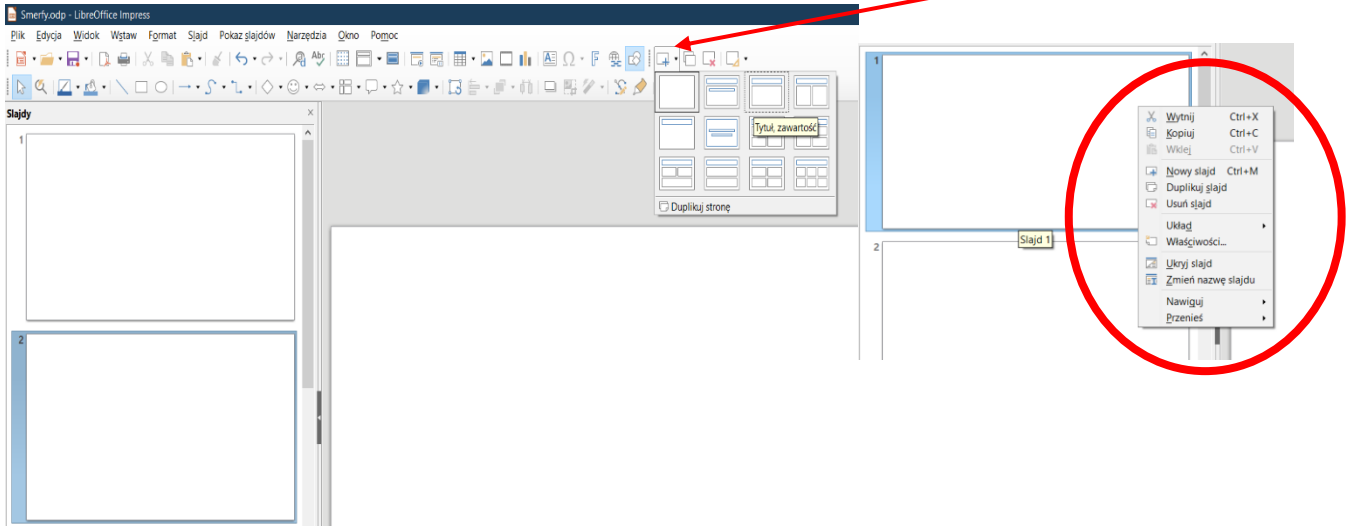 Smerfy.odp - LibreOffice Impress
Plik Edycja Widok Wstaw Format Slajd Pokaz slajdów Narzędzia Okno Pomoc
Slajdy
1
2
Tytuł, zawartość
Duplikuj stronę
1
Slajd 1
2
Wytnij Ctrl+X
Kopiuj Ctrl+C
Wklej Ctrl+V
Nowy slajd Ctrl+M
Duplikuj slajd
Usuń slajd
Układ
Właściwości...
Ukryj slajd
Zmień nazwę slajdu
Nawiguj
Przenieś